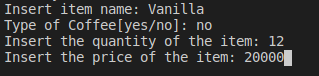 Insert item name: Vanilla
Type of Coffee[yes/no]: no
Insert the quantity of the item: 12
Insert the price of the item: 20000